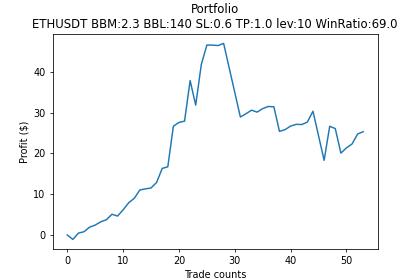 Portfolio
ETHUSDT BBM:2.3 BBL:140 SL:0.6 TP:1.0 lev:10 WinRatio:69.0
Profit ($)
40
30
20
10
0
0 10 20 30 40 50
Trade counts